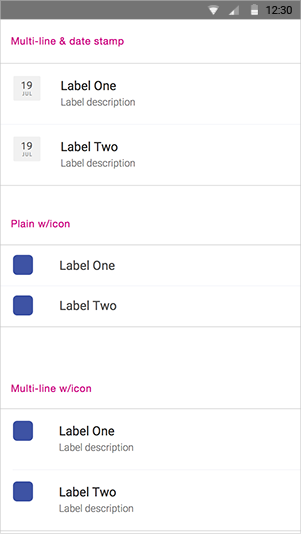 12:30
Multi-line & date stamp
19
JUL
Label One
Label description
19
JUL
Label Two
Label description
Plain w/icon
Label One
Label Two
Multi-line w/icon
Label One
Label description
Label Two
Label description